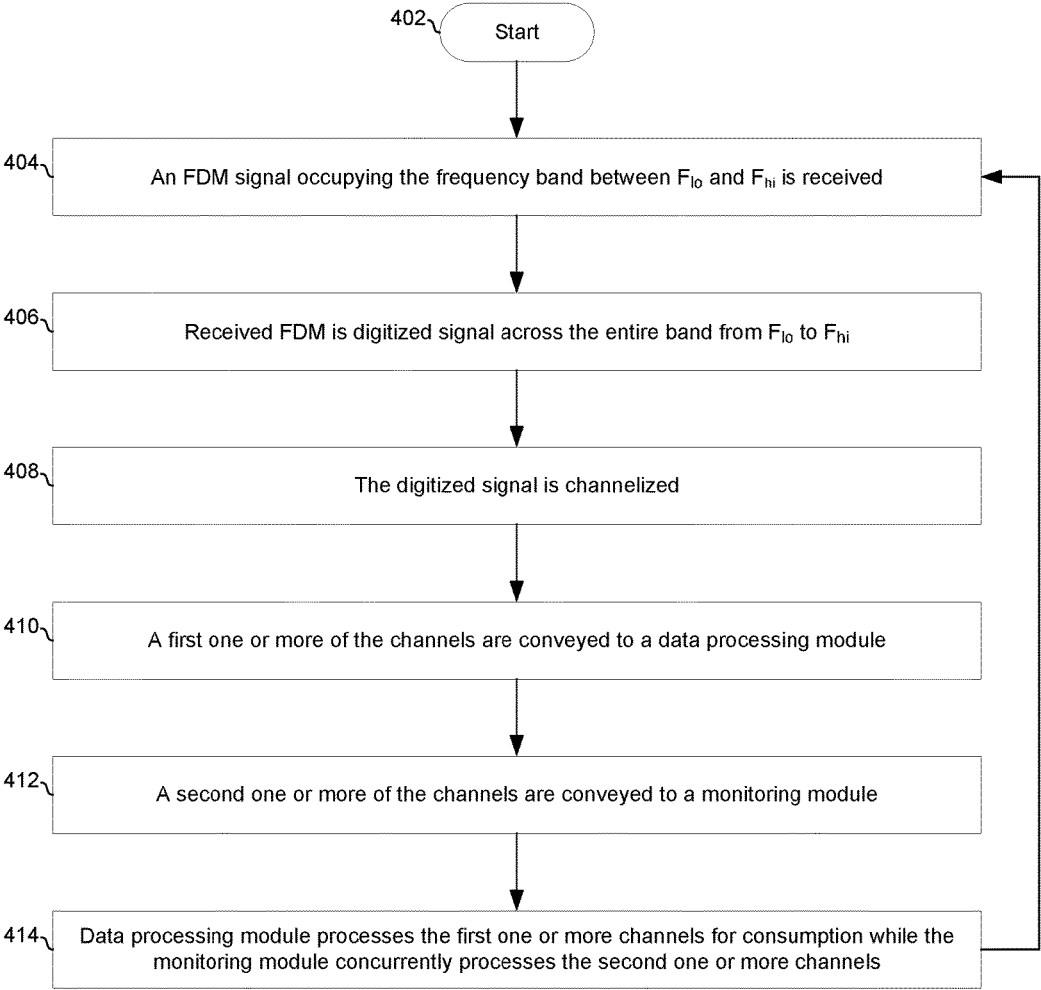 402
Start
404
An FDM signal occupying the frequency band between Flo and Fhi is received
406
Received FDM is digitized signal across the entire band from Flo to Fhi
408
The digitized signal is channelized
410
A first one or more of the channels are conveyed to a data processing module
412
A second one or more of the channels are conveyed to a monitoring module
414
Data processing module processes the first one or more channels for consumption while the
monitoring module concurrently processes the second one or more channels